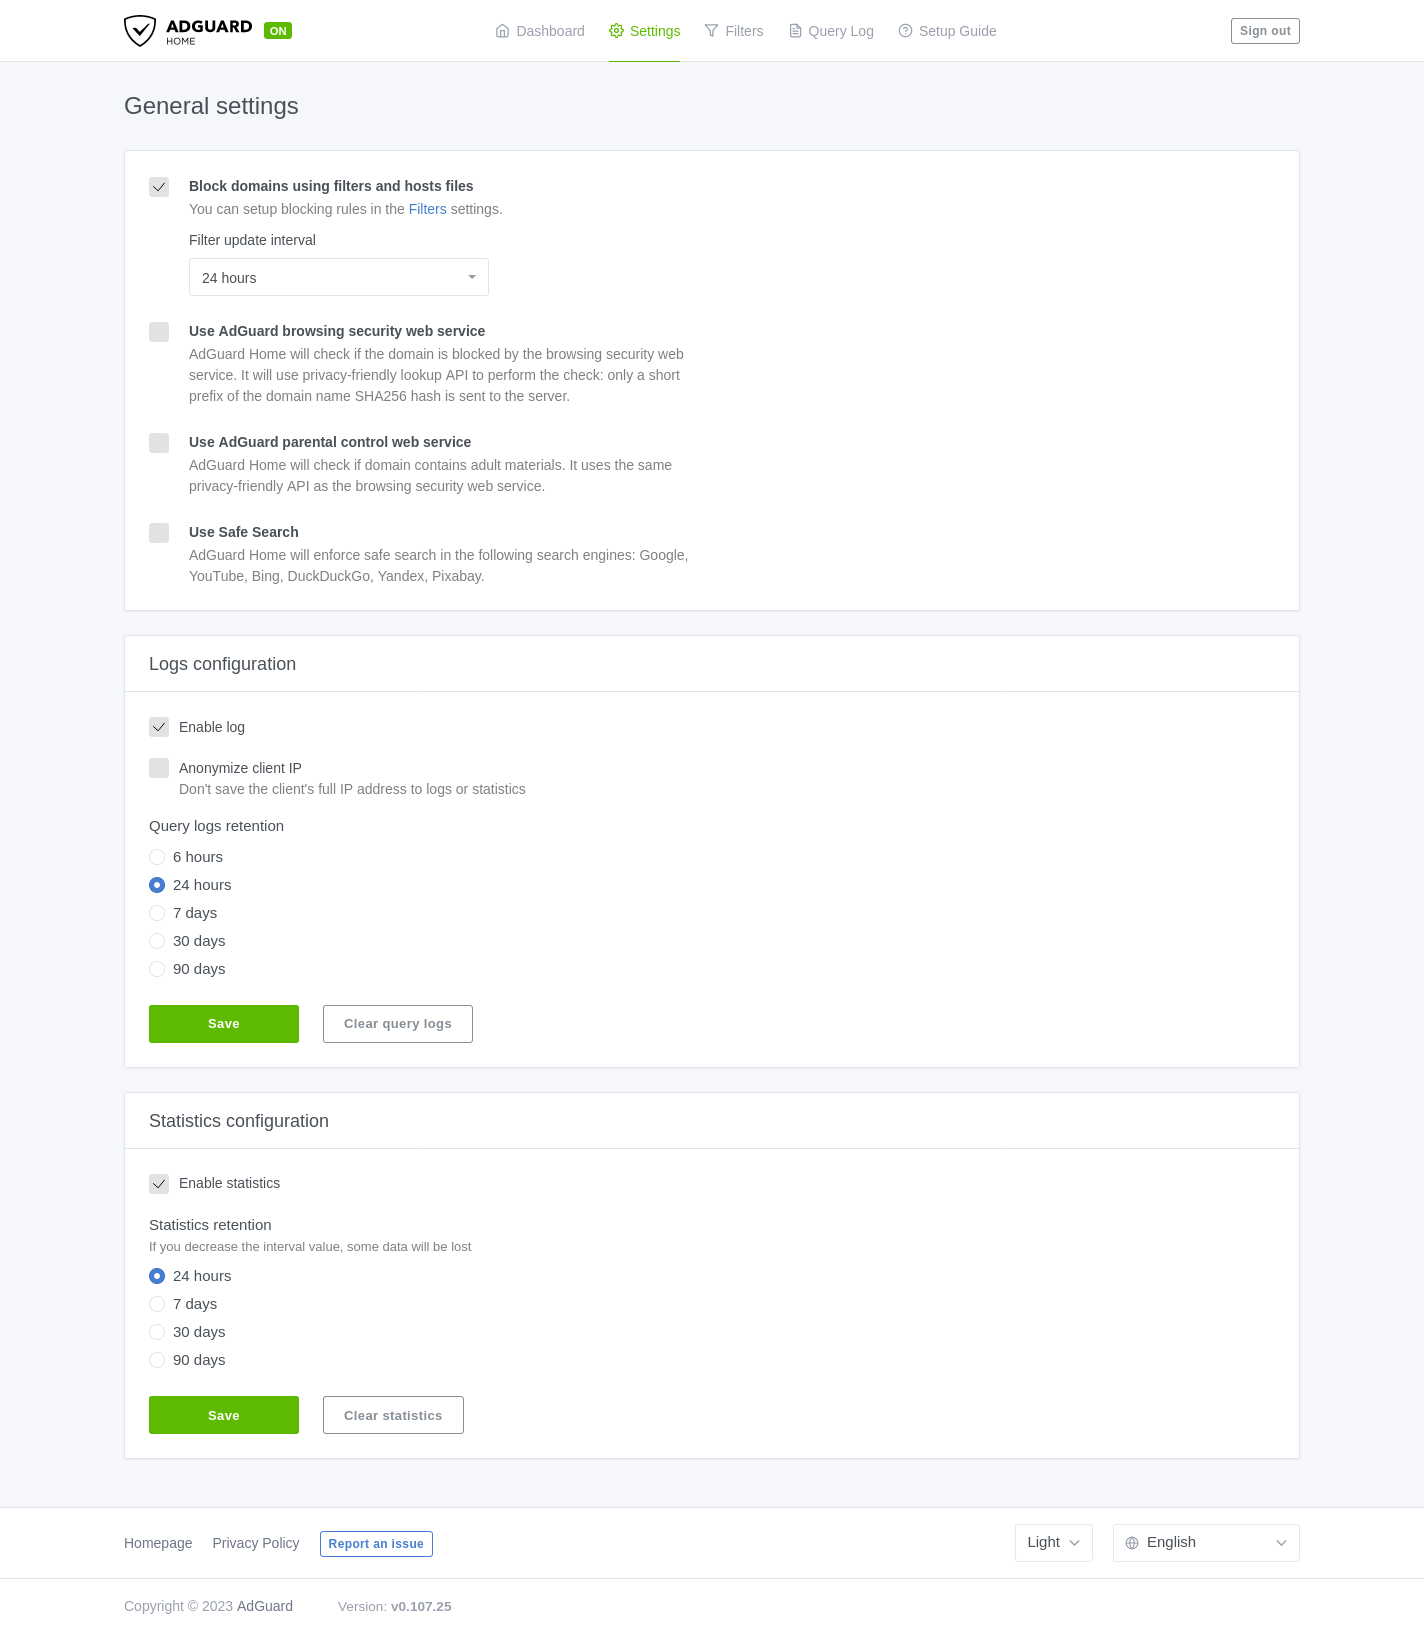 ADGUARD
HOME
ON
Dashboard
Settings
Filters
Query Log
Setup Guide
Sign out
General settings
Block domains using filters and hosts files
You can setup blocking rules in the Filters settings.
Filter update interval
24 hours
Use AdGuard browsing security web service
AdGuard Home will check if the domain is blocked by the browsing security web
service. It will use privacy-friendly lookup API to perform the check: only a short
prefix of the domain name SHA256 hash is sent to the server.
Use AdGuard parental control web service
AdGuard Home will check if domain contains adult materials. It uses the same
privacy-friendly API as the browsing security web service.
Use Safe Search
AdGuard Home will enforce safe search in the following search engines: Google,
YouTube, Bing, DuckDuckGo, Yandex, Pixabay.
Logs configuration
Enable log
Anonymize client IP
Don't save the client's full IP address to logs or statistics
Query logs retention
6 hours
24 hours
7 days
30 days
90 days
Save
Clear query logs
Statistics configuration
Enable statistics
Statistics retention
If you decrease the interval value, some data will be lost
24 hours
7 days
30 days
90 days
Save
Clear statistics
Homepage
Privacy Policy
Report an issue
Light
English
Copyright © 2023 AdGuard
Version: v0.107.25